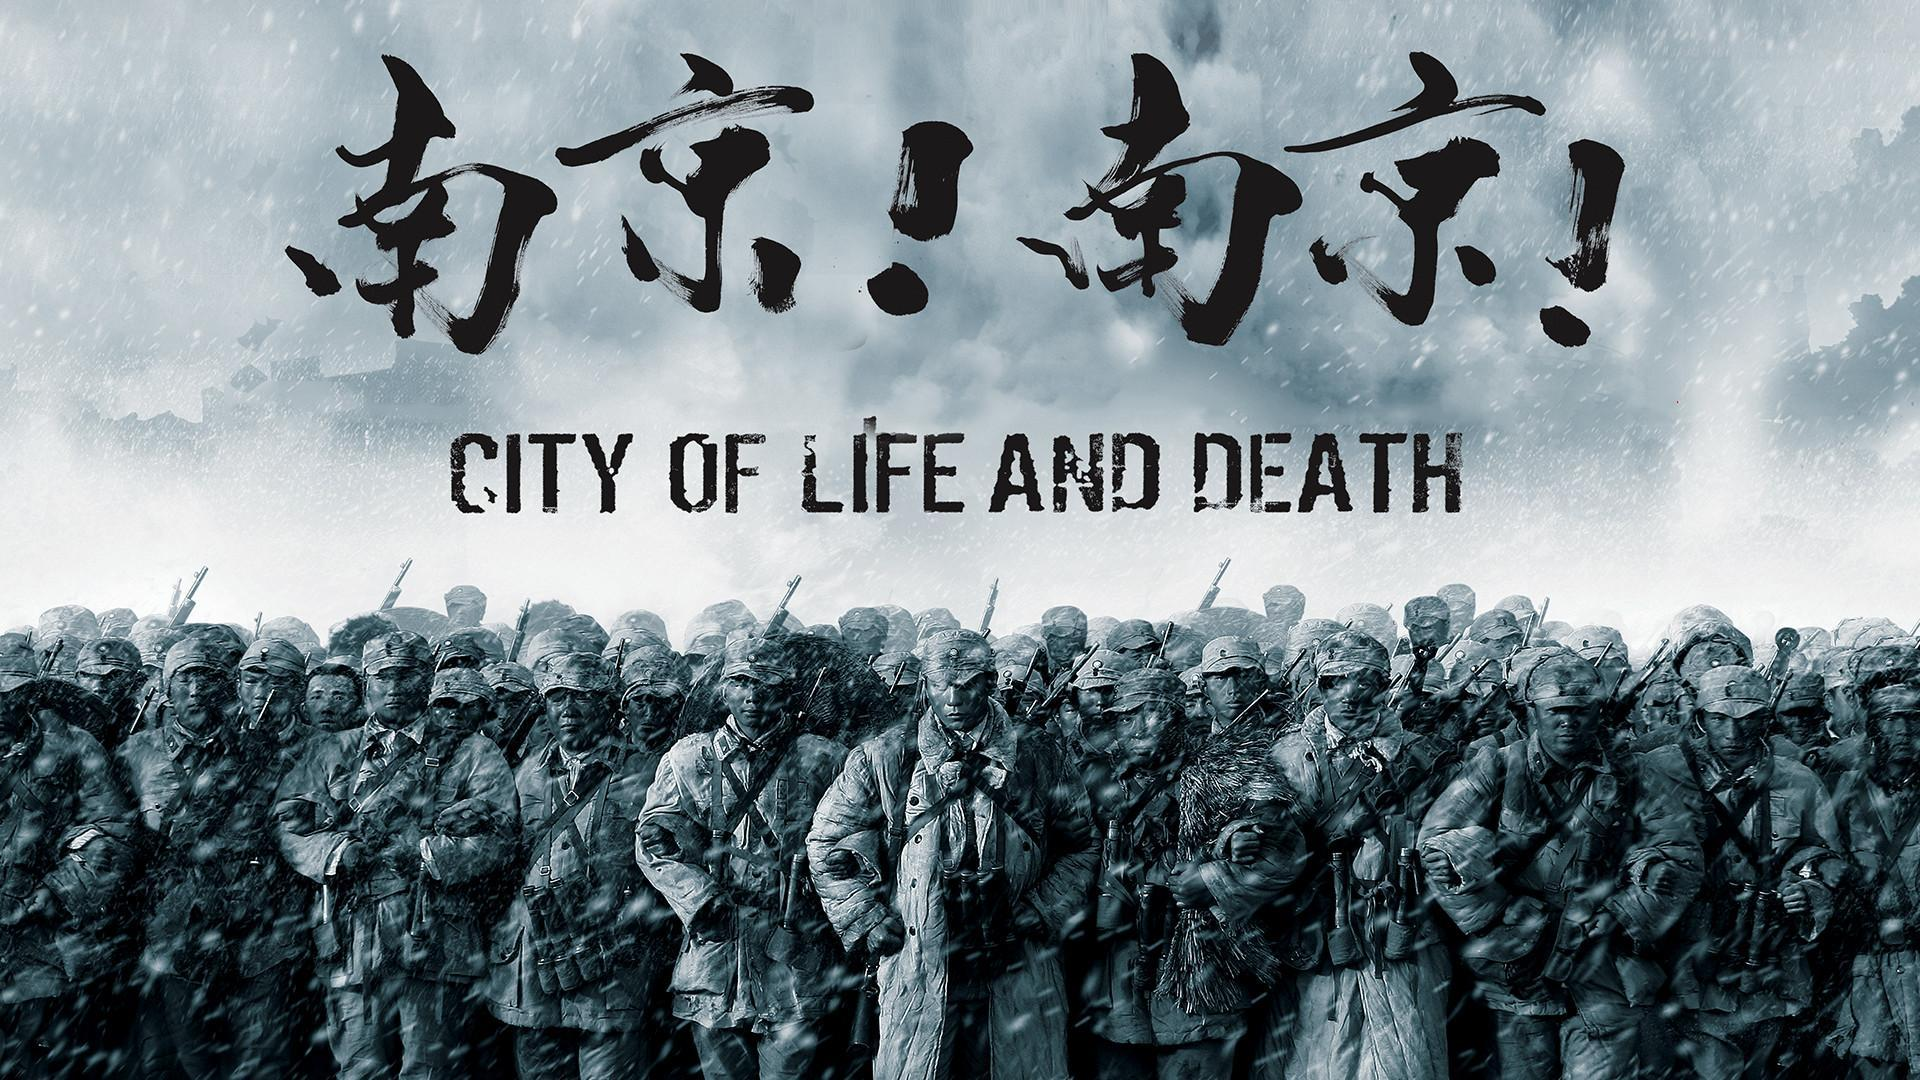 南京！南京！
CITY OF LIFE AND DEATH